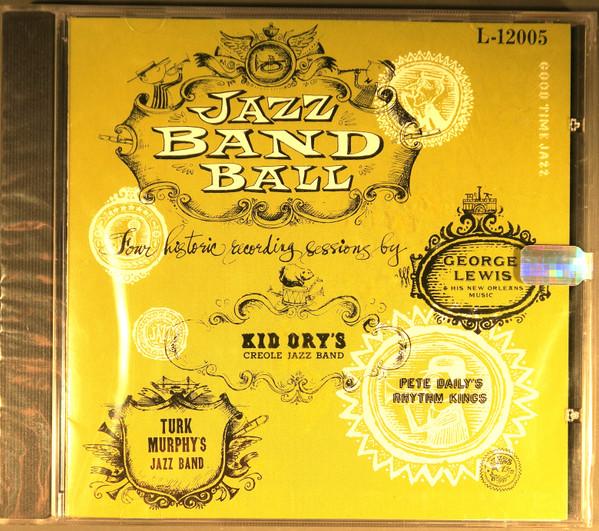 L-12005
GOOD TIME JAZZ
JAZZ
BAND
BALL
Four historic recording sessions by
GEORGE
LEWIS
& HIS NEW ORLEANS
MUSIC
KID ORY'S
CREOLE JAZZ BAND
PETE DAILY'S
RHYTHM KINGS
TURK
MURPHY'S
JAZZ BAND